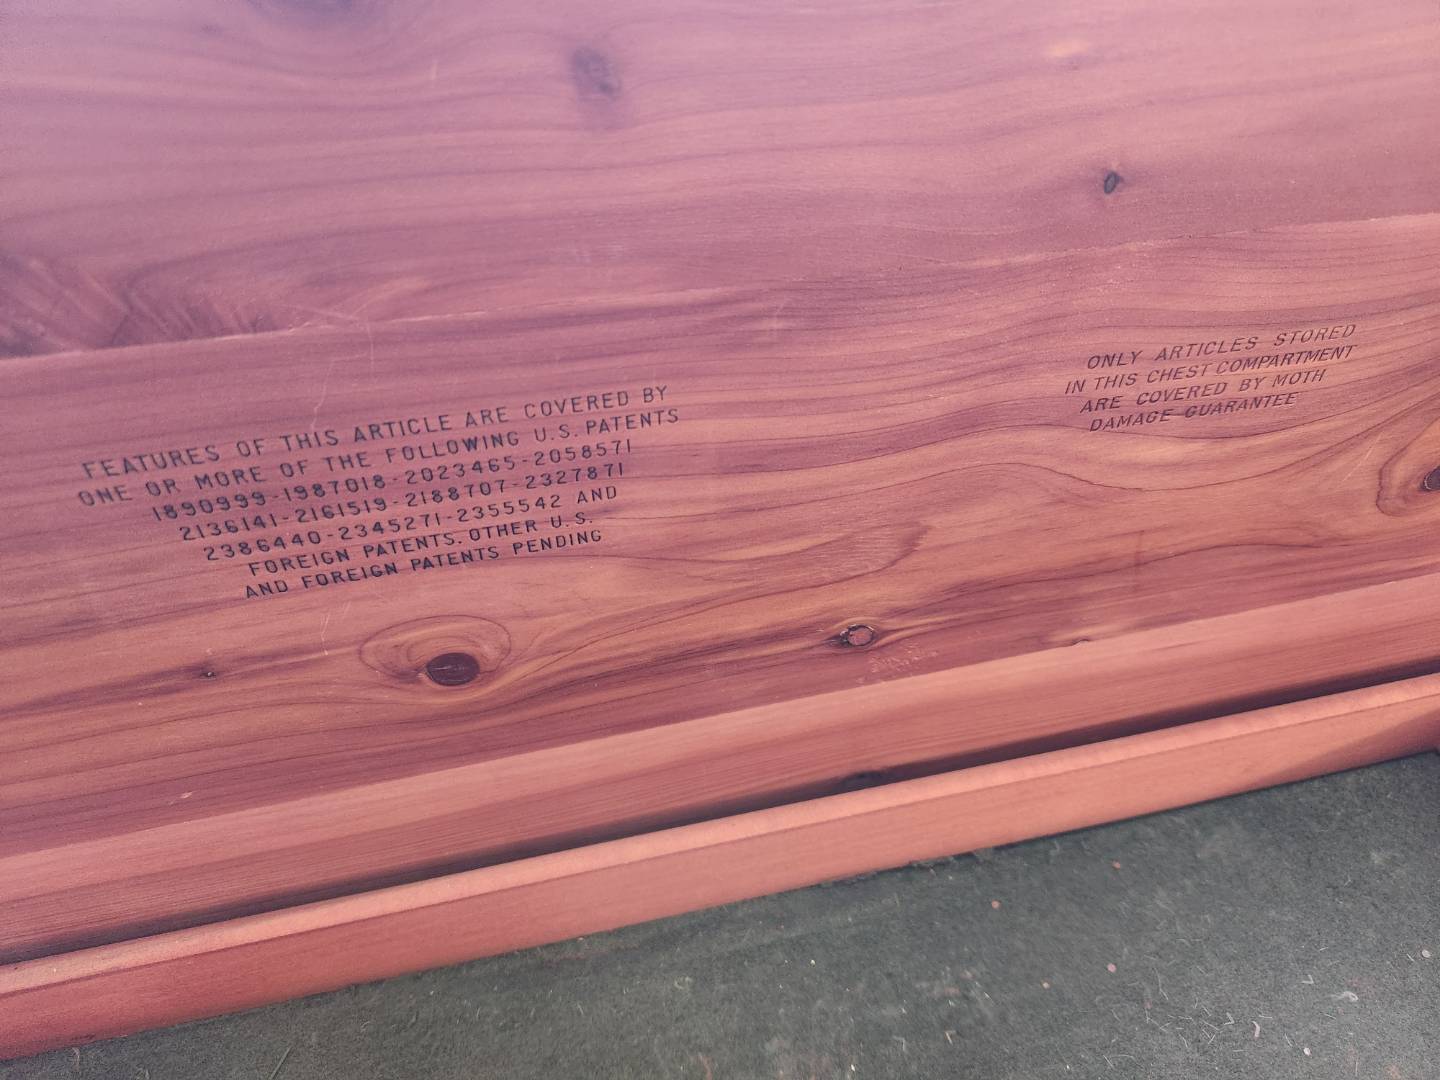 FEATURES OF THIS ARTICLE ARE COVERED BY
ONE OR MORE OF THE FOLLOWING U.S. PATENTS
1890999-1987018-2023465-2058571
2136141-2161519-2188707-2327871
2386440-2345271-2355542 AND
FOREIGN PATENTS. OTHER U.S.
AND FOREIGN PATENTS PENDING
ONLY ARTICLES STORED
IN THIS CHEST COMPARTMENT
ARE COVERED BY MOTH
DAMAGE GUARANTEE